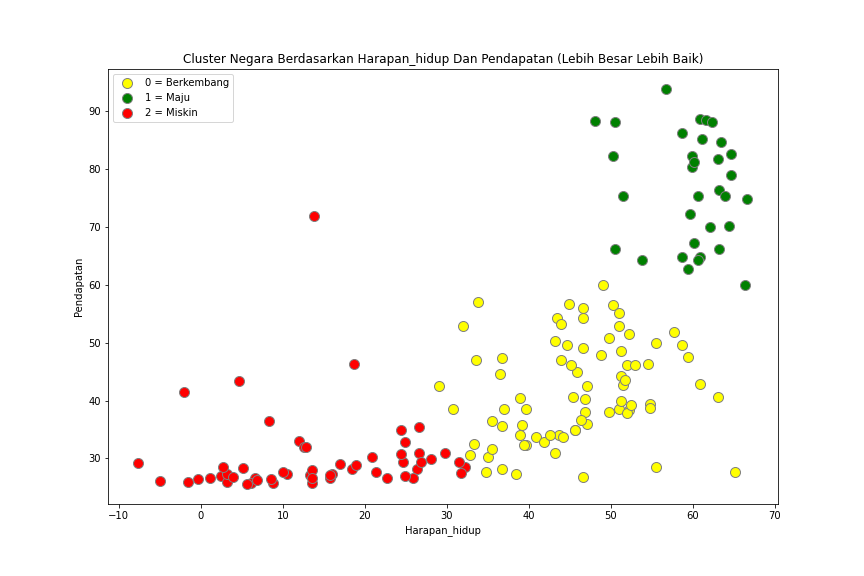 Cluster Negara Berdasarkan Harapan_hidup Dan Pendapatan (Lebih Besar Lebih Baik)
0 = Berkembang
1 = Maju
2 = Miskin
Pendapatan
90
80
70
60
50
40
30
−10
0
10
20
30
40
50
60
70
Harapan_hidup